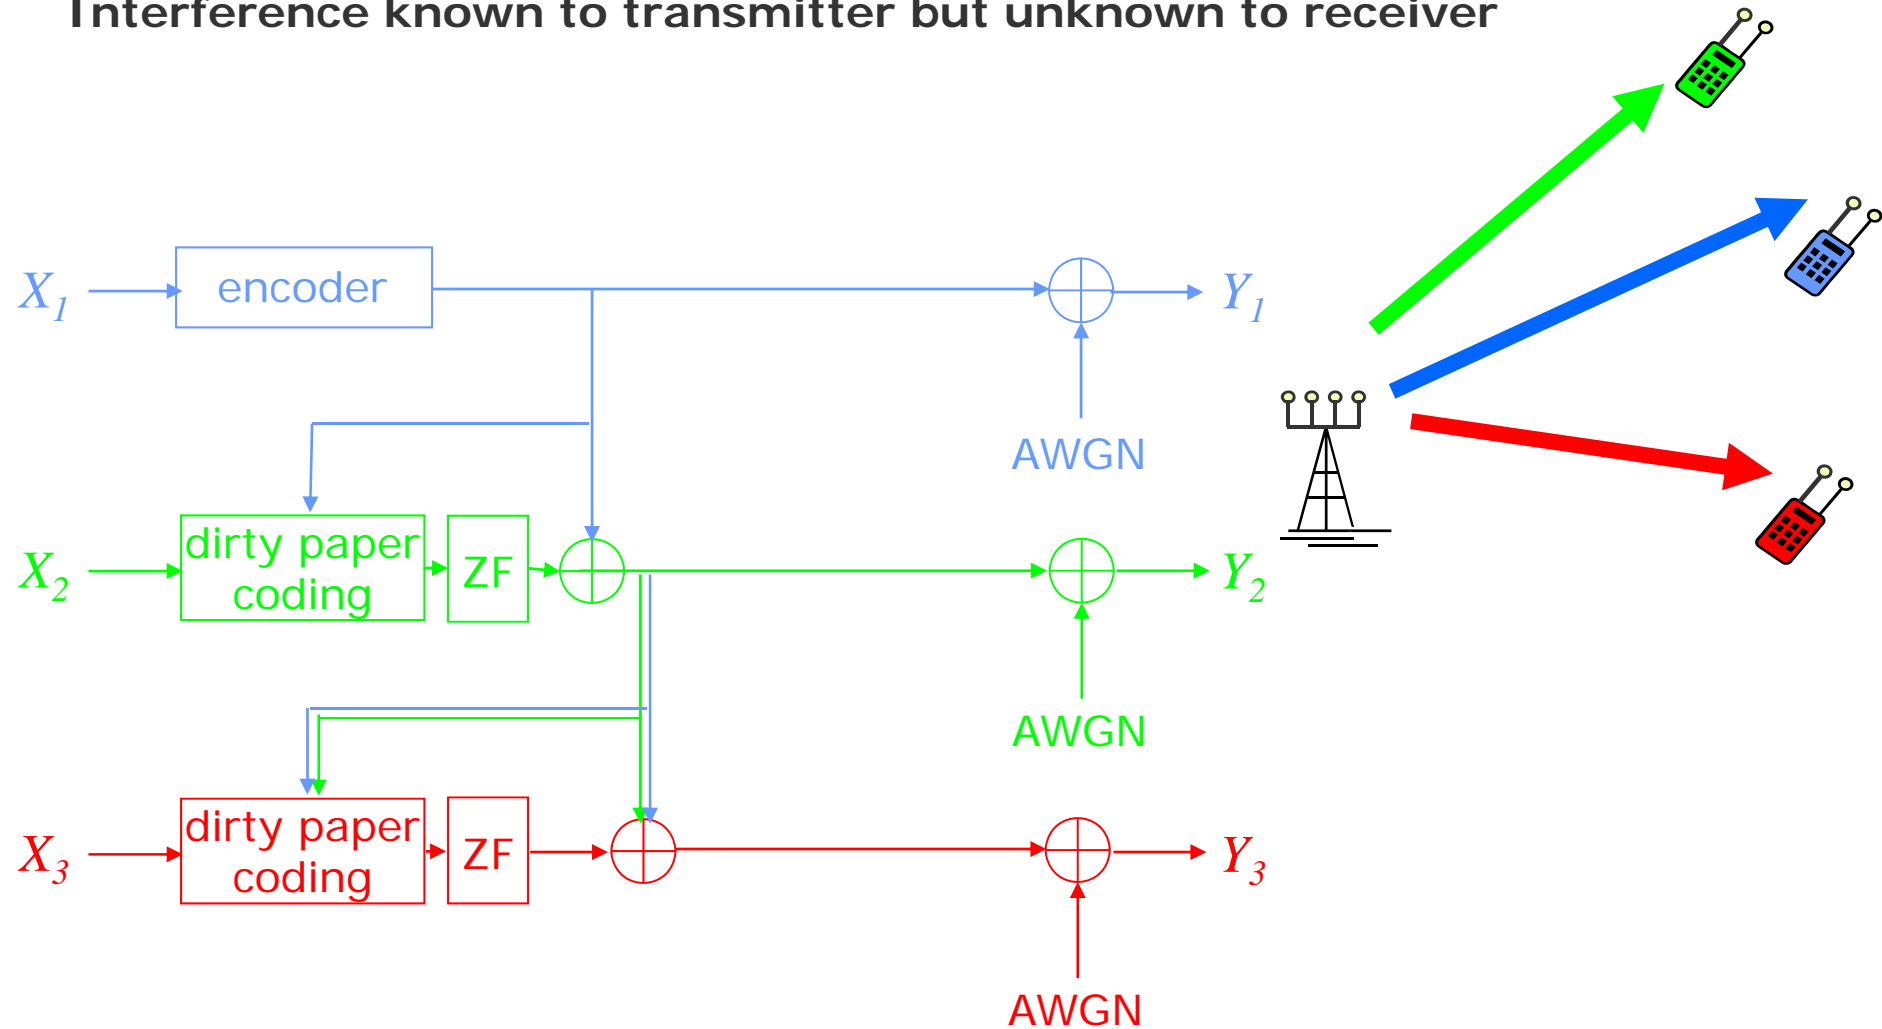 Interference known to transmitter but unknown to receiver
X1 encoder Y1
AWGN
X2 dirty paper coding ZF Y2
AWGN
X3 dirty paper coding ZF Y3
AWGN